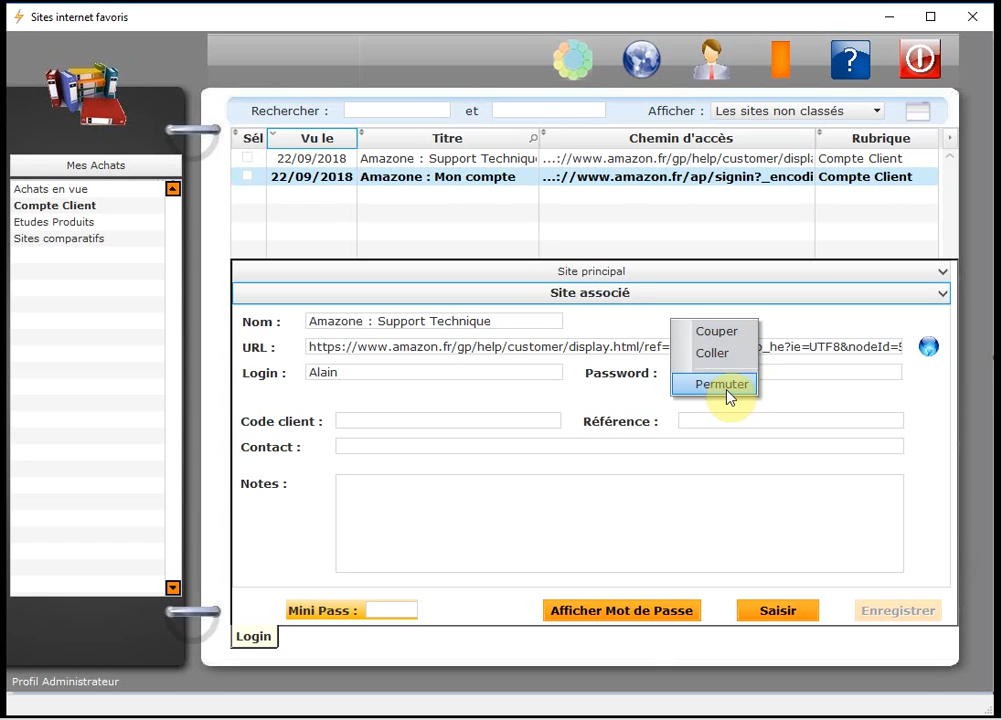 Sites internet favoris
?
Rechercher : et Afficher : Les sites non classés
Sél Vu le Titre Chemin d'accès Rubrique
22/09/2018 Amazone : Support Technique ...://www.amazon.fr/gp/help/customer/displa Compte Client
22/09/2018 Amazone : Mon compte ...://www.amazon.fr/ap/signin?_encodi Compte Client
Mes Achats
Achats en vue
Compte Client
Etudes Produits
Sites comparatifs
Site principal
Site associé
Nom : Amazone : Support Technique
URL : https://www.amazon.fr/gp/help/customer/display.html/ref= _he?ie=UTF8&nodeId=5
Login : Alain Password :
Couper
Coller
Permuter
Code client : Référence :
Contact :
Notes :
Mini Pass : Afficher Mot de Passe Saisir Enregistrer
Login
Profil Administrateur